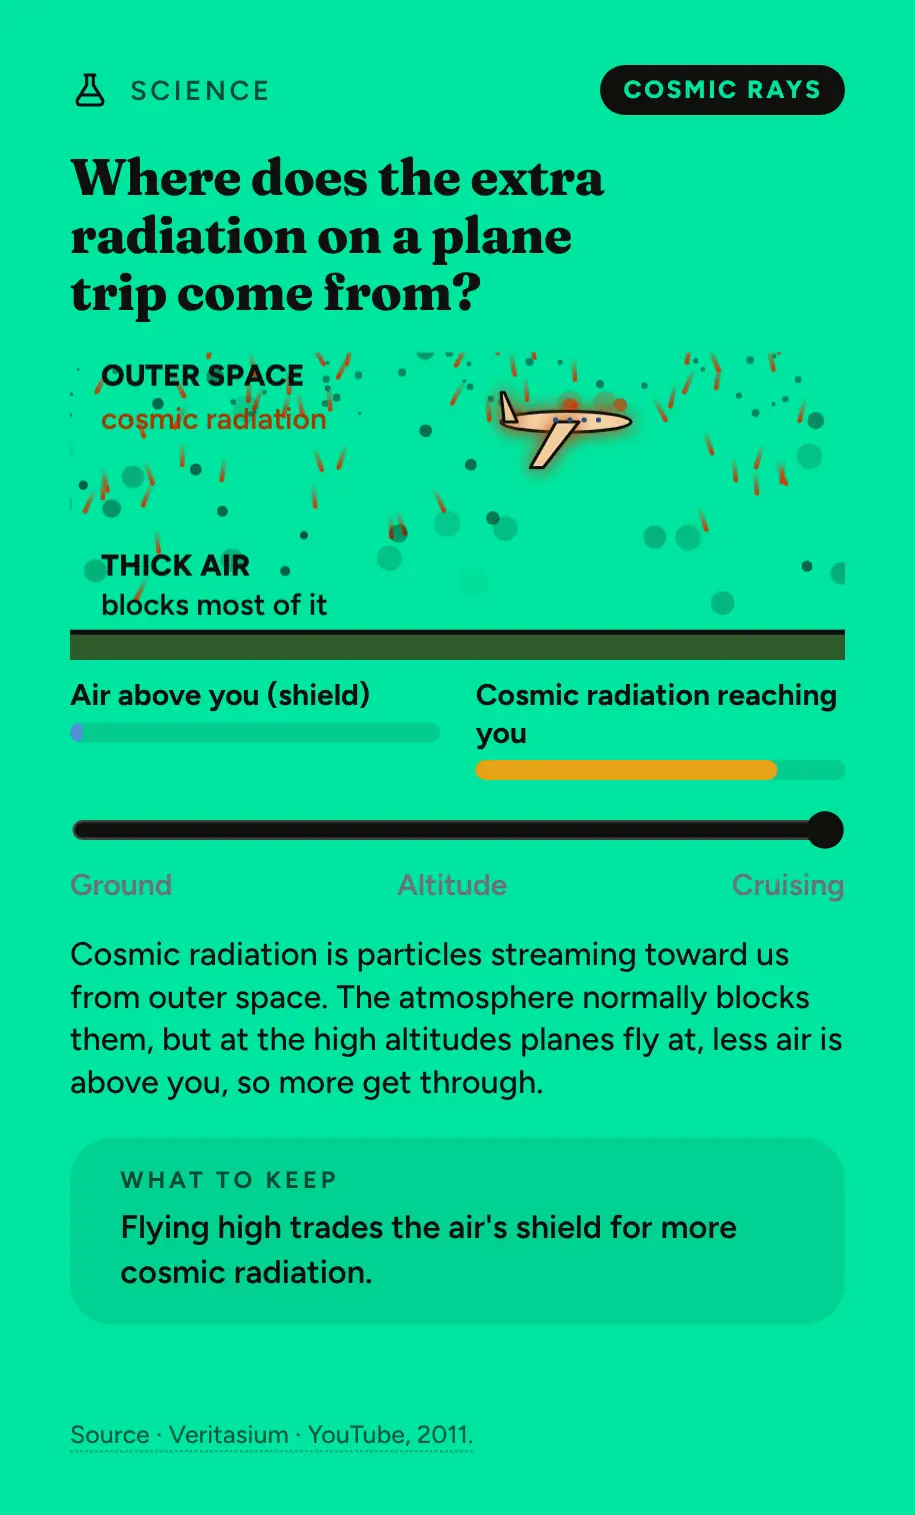 SCIENCE
COSMIC RAYS
Where does the extra
radiation on a plane
trip come from?
OUTER SPACE
cosmic radiation
THICK AIR
blocks most of it
Air above you (shield)
Cosmic radiation reaching
you
Ground
Altitude
Cruising
Cosmic radiation is particles streaming toward us
from outer space. The atmosphere normally blocks
them, but at the high altitudes planes fly at, less air is
above you, so more get through.
WHAT TO KEEP
Flying high trades the air's shield for more
cosmic radiation.
Source · Veritasium · YouTube, 2011.